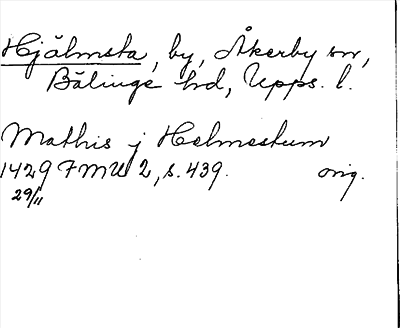 Hjälmsta, by, Åkerby sn,
Bälinge hd, Upps. l.
Mathis j Helmestum
1429 FMU 2, s. 439. orig.
29/11